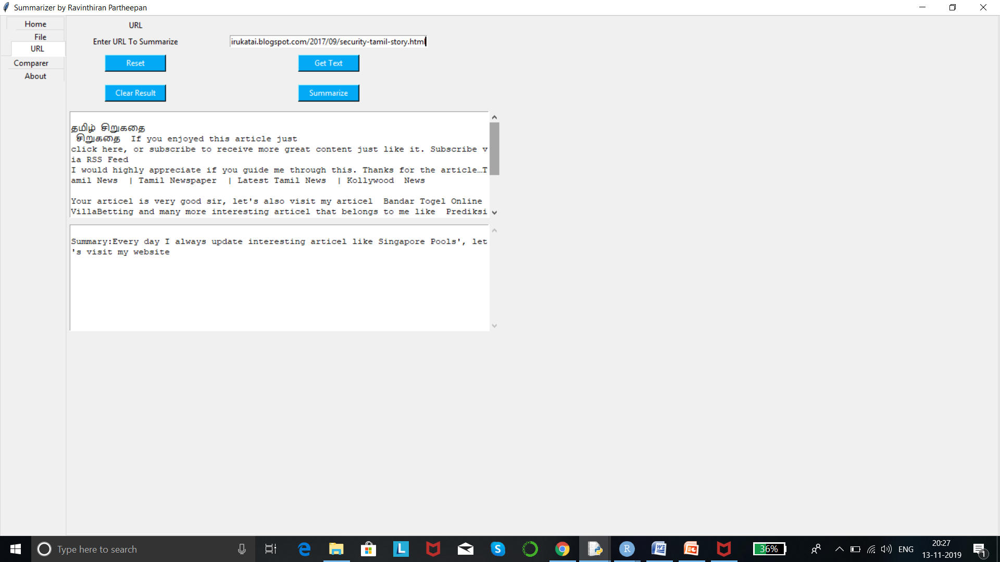 Summarizer by Ravinthiran Partheepan
Home
File
URL
Comparer
About
URL
Enter URL To Summarize
irukatai.blogspot.com/2017/09/security-tamil-story.html
Reset
Get Text
Clear Result
Summarize
தமிழ் சிறுகதை
சிறுகதை If you enjoyed this article just
click here, or subscribe to receive more great content just like it. Subscribe v
ia RSS Feed
I would highly appreciate if you guide me through this. Thanks for the article…T
amil News | Tamil Newspaper | Latest Tamil News | Kollywood News
Your articel is very good sir, let's also visit my articel Bandar Togel Online
VillaBetting and many more interesting articel that belongs to me like Prediksi
Summary:Every day I always update interesting articel like Singapore Pools', let
's visit my website
Type here to search
36%
ENG
20:27
13-11-2019
1